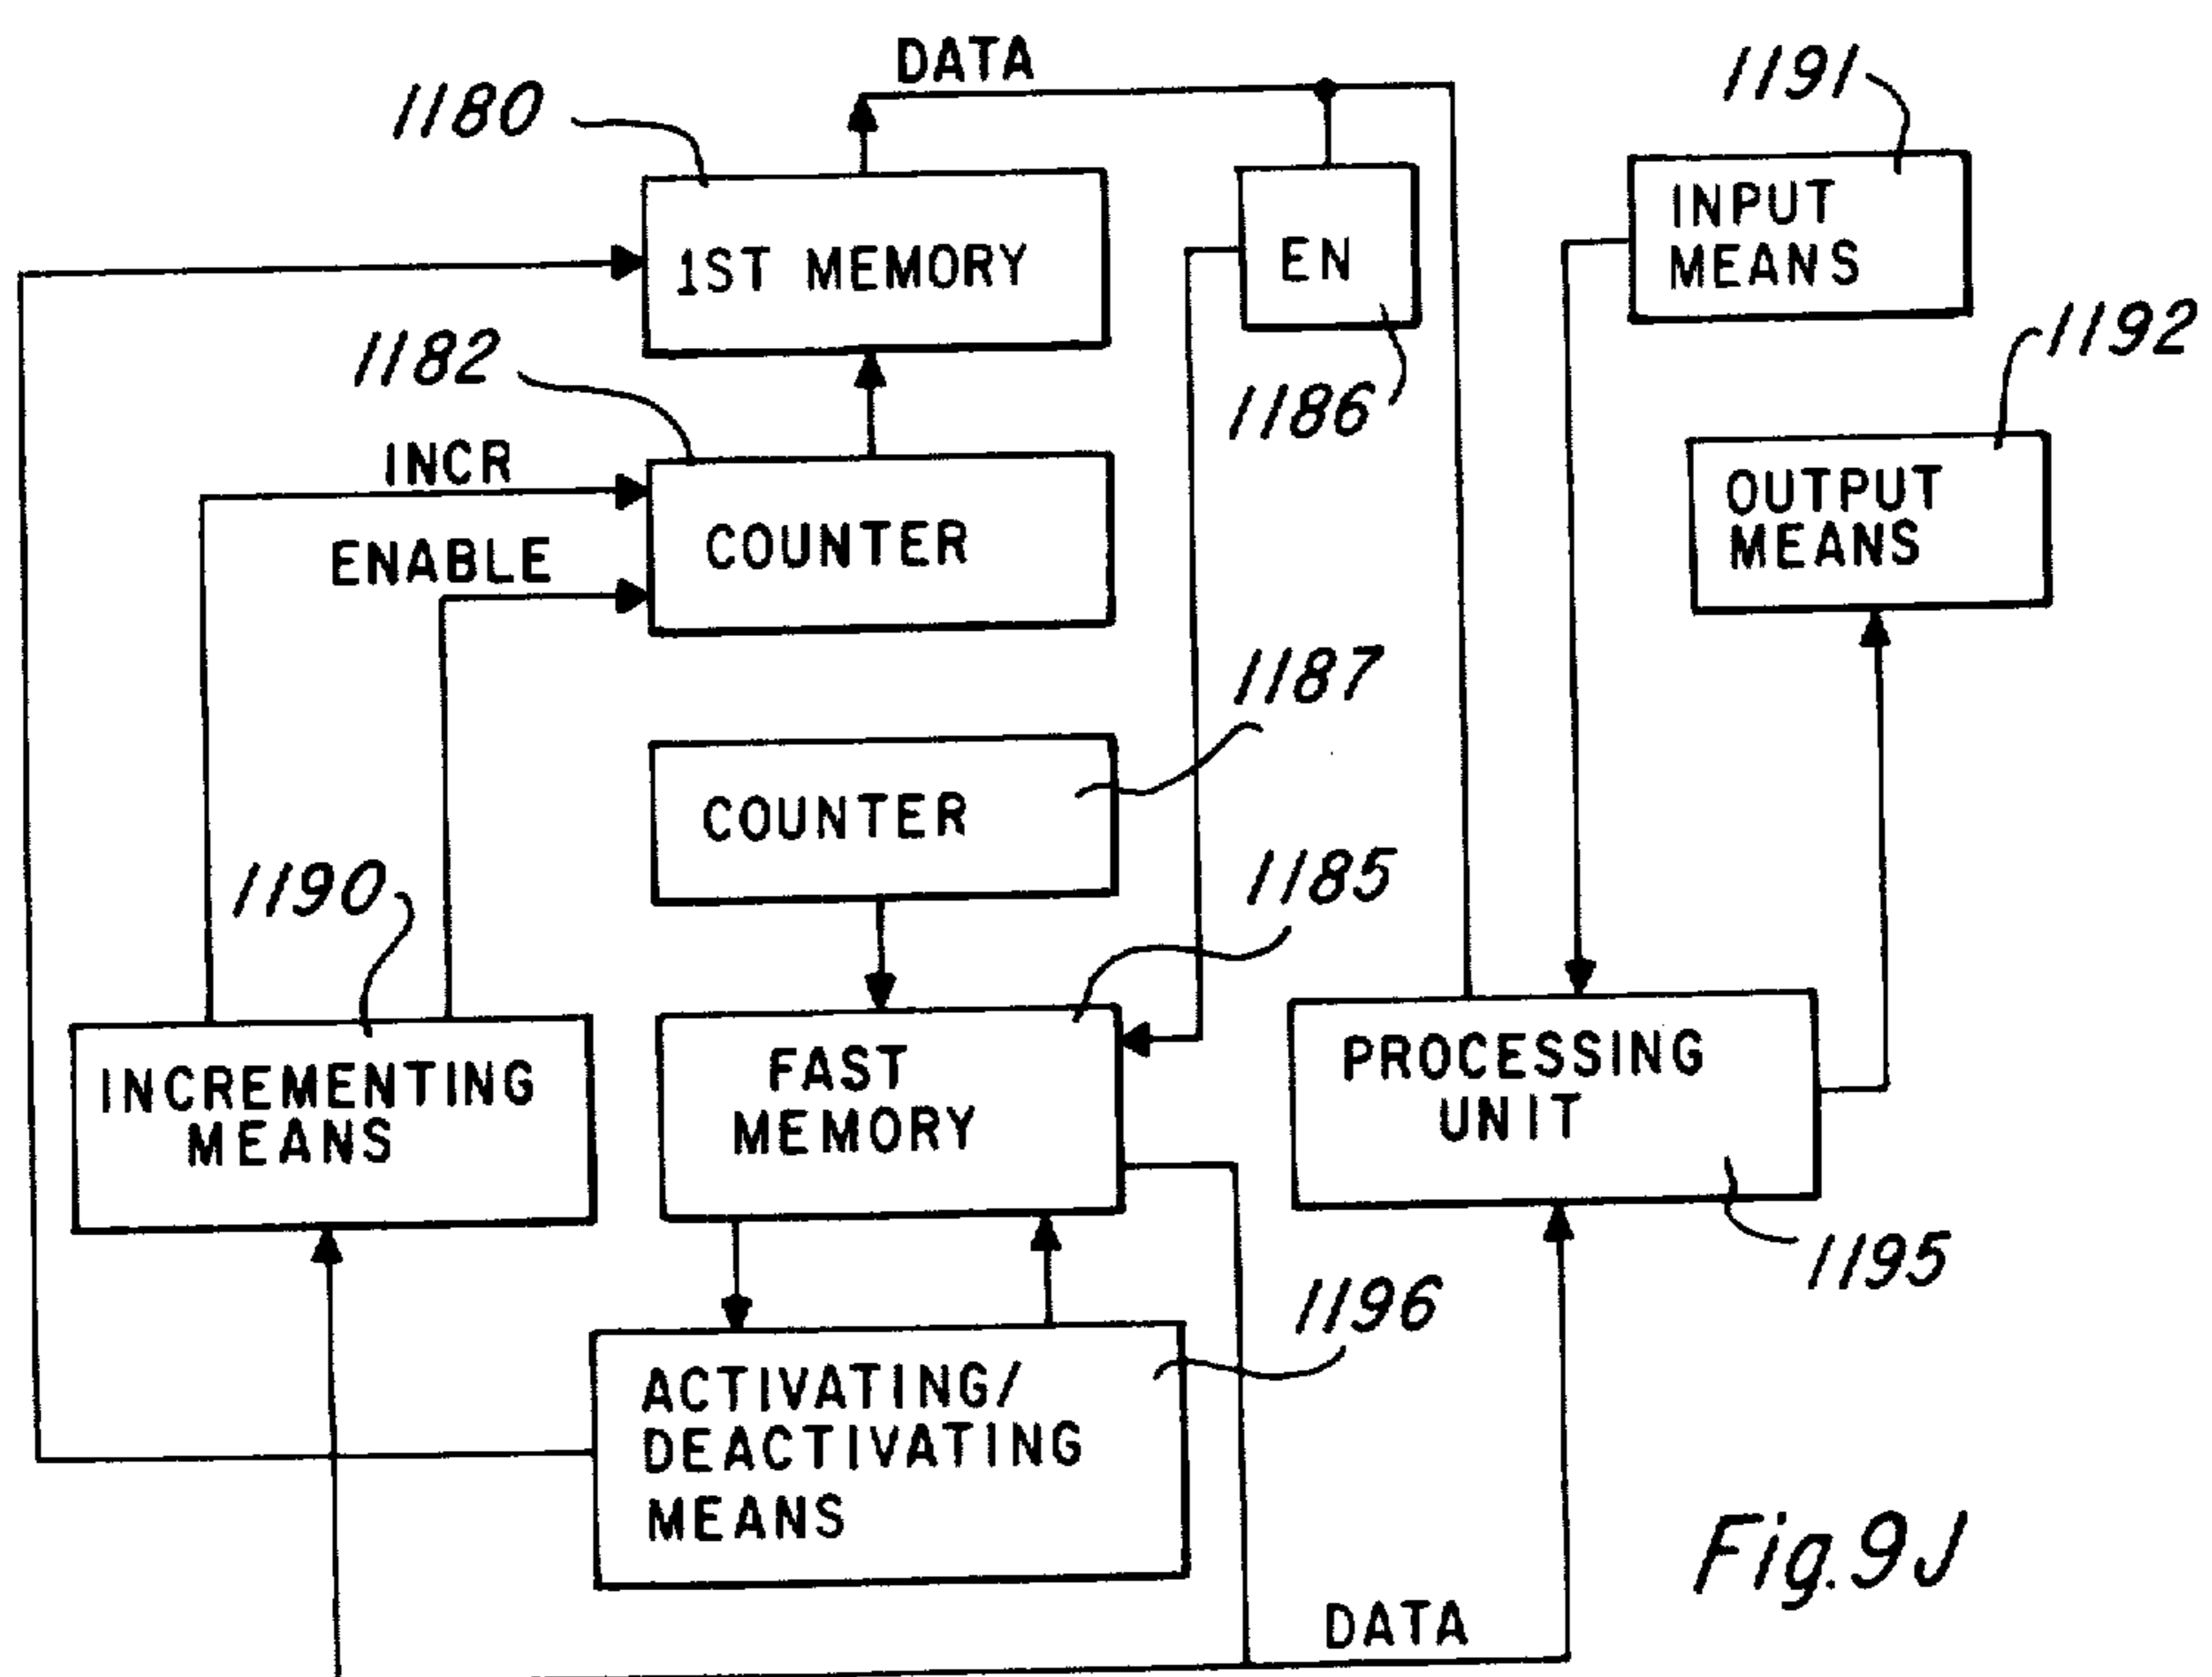 DATA
1180
1191
1ST MEMORY
EN
INPUT
MEANS
1182
1186
1192
INCR
ENABLE
COUNTER
OUTPUT
MEANS
1187
COUNTER
1190
1185
INCREMENTING
MEANS
FAST
MEMORY
PROCESSING
UNIT
1195
1196
ACTIVATING/
DEACTIVATING
MEANS
DATA
Fig. 9J